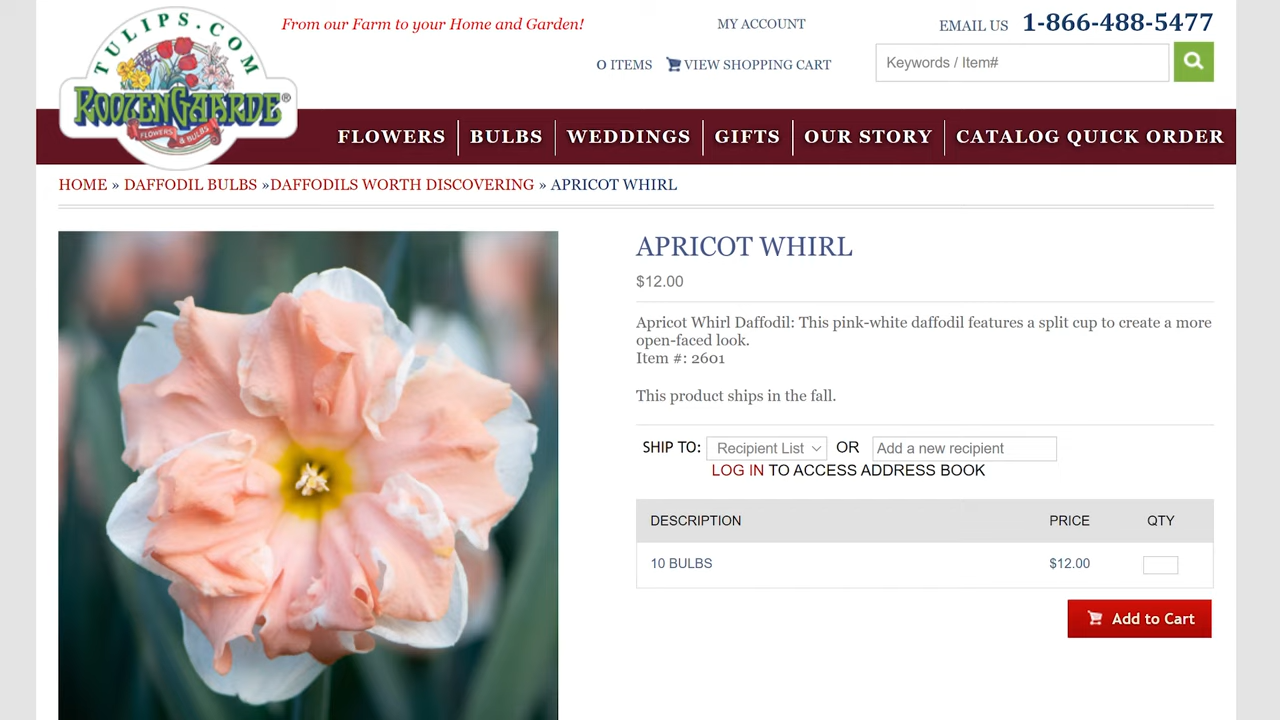 TULIPS.COM
ROOZENGAARDE®
FLOWERS & BULBS
From our Farm to your Home and Garden!
MY ACCOUNT
EMAIL US 1-866-488-5477
0 ITEMS VIEW SHOPPING CART
Keywords / Item#
FLOWERS BULBS WEDDINGS GIFTS OUR STORY CATALOG QUICK ORDER
HOME » DAFFODIL BULBS »DAFFODILS WORTH DISCOVERING » APRICOT WHIRL
APRICOT WHIRL
$12.00
Apricot Whirl Daffodil: This pink-white daffodil features a split cup to create a more
open-faced look.
Item #: 2601
This product ships in the fall.
SHIP TO: Recipient List OR Add a new recipient
LOG IN TO ACCESS ADDRESS BOOK
DESCRIPTION PRICE QTY
10 BULBS $12.00
Add to Cart